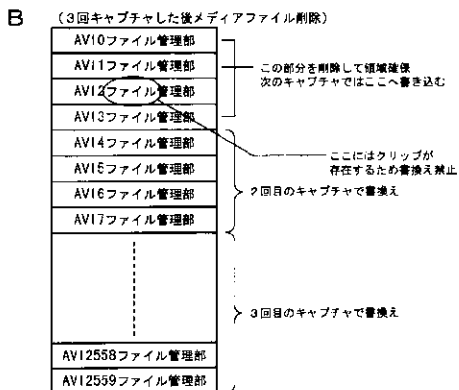 B （3回キャプチャした後メディアファイル削除）
AVI0ファイル管理部
AVI1ファイル管理部
この部分を削除して領域確保
次のキャプチャではここへ書き込む
AVI2ファイル管理部
AVI3ファイル管理部
AVI4ファイル管理部
ここにはクリップが
存在するため書換え禁止
AVI5ファイル管理部
AVI6ファイル管理部
2回目のキャプチャで書換え
AVI7ファイル管理部
3回目のキャプチャで書換え
AVI2558ファイル管理部
AVI2559ファイル管理部